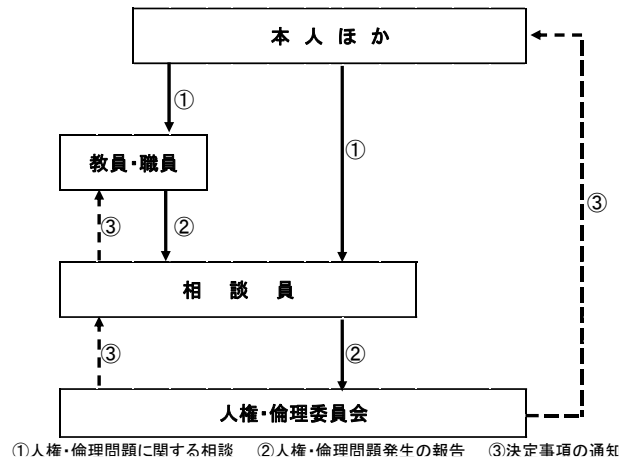 本人ほか
①
①
教員・職員
③
③
②
相談員
③
②
人権・倫理委員会
①人権・倫理問題に関する相談 ②人権・倫理問題発生の報告 ③決定事項の通知